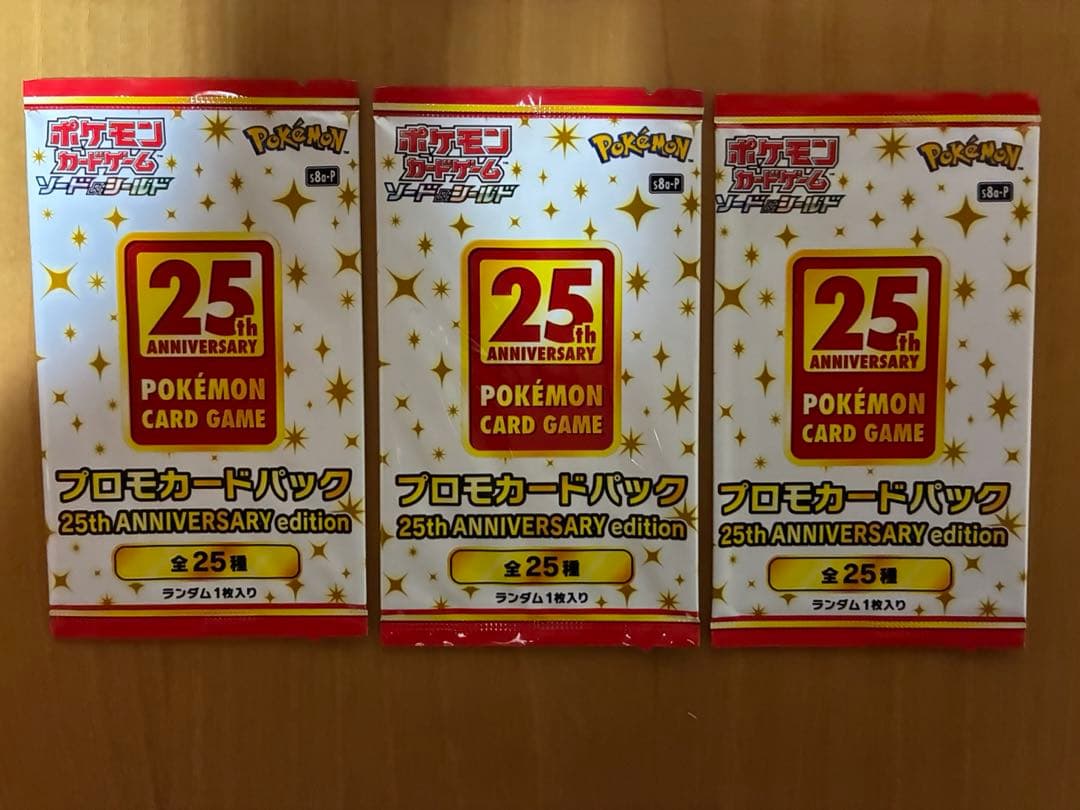 ポケモン
カードゲーム
ソード&シールド
POKéMON
s8a-P
25th
ANNIVERSARY
POKÉMON
CARD GAME
プロモカードパック
25th ANNIVERSARY edition
全25種
ランダム1枚入り
ポケモン
カードゲーム
ソード&シールド
POKéMON
s8a-P
25th
ANNIVERSARY
POKÉMON
CARD GAME
プロモカードパック
25th ANNIVERSARY edition
全25種
ランダム1枚入り
ポケモン
カードゲーム
ソード&シールド
POKéMON
s8a-P
25th
ANNIVERSARY
POKÉMON
CARD GAME
プロモカードパック
25th ANNIVERSARY edition
全25種
ランダム1枚入り